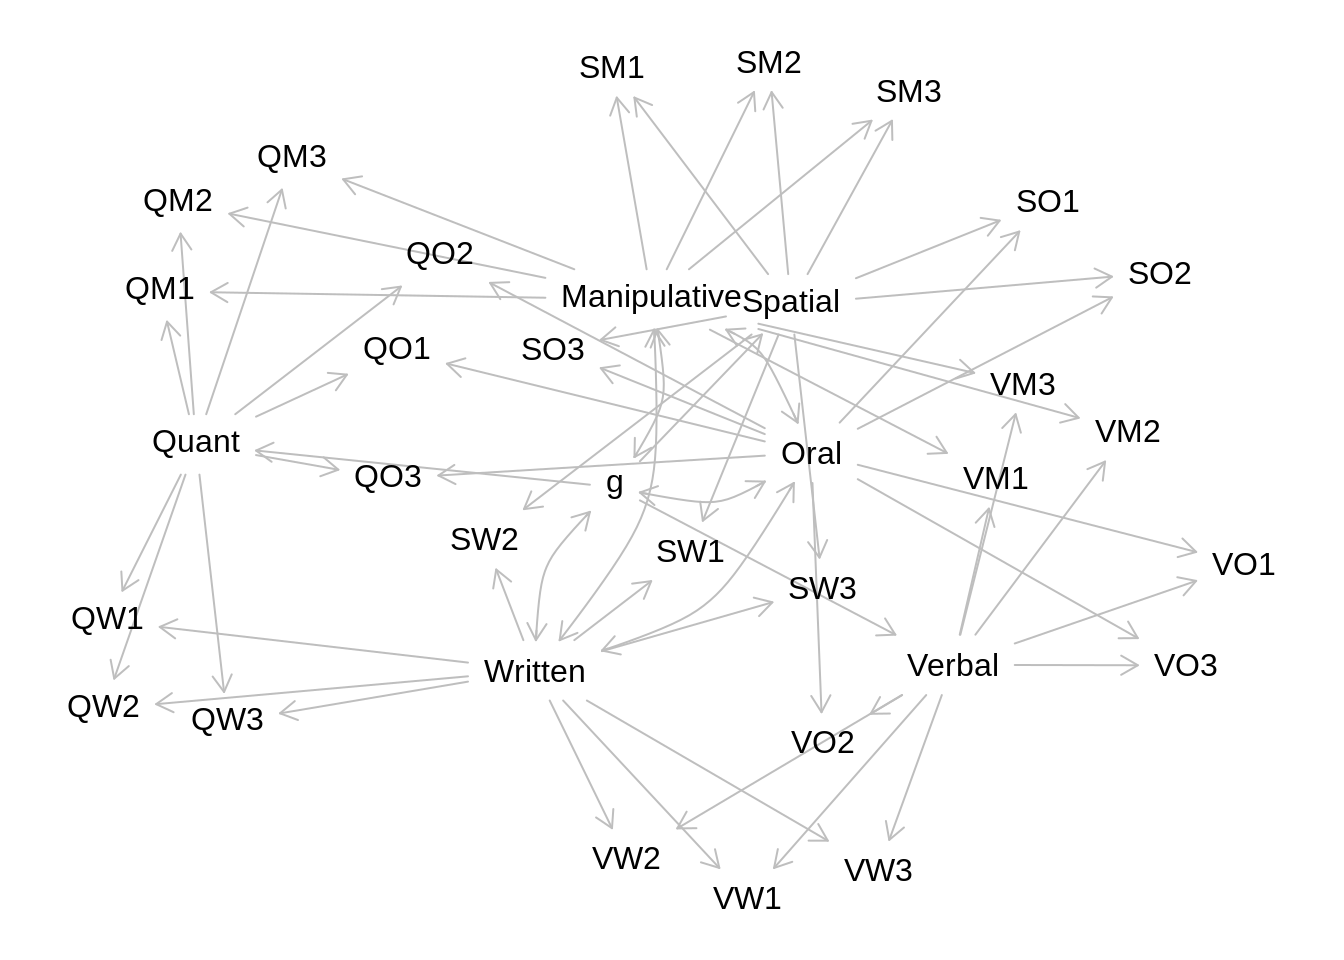 SM1
SM2
SM3
QM3
QM2
SO1
QO2
SO2
QM1
Manipulative
Spatial
QO1
SO3
VM3
VM2
Quant
Oral
QO3
g
VM1
SW2
SW1
VO1
SW3
QW1
Written
Verbal
VO3
QW2
QW3
VO2
VW2
VW3
VW1